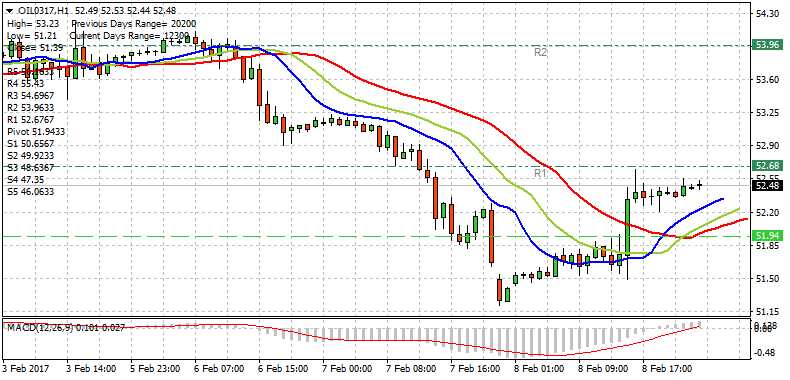 OIL0317,H1 52.49 52.53 52.44 52.48
High= 53.23 Previous Days Range= 20200
Low= 51.21 Current Days Range= 12300
Close= 51.39
R4 55.43
R3 54.6967
R2 53.9633
R1 52.6767
Pivot 51.9433
S1 50.6567
S2 49.9233
S3 48.6367
S4 47.35
S5 46.0633
R2
R1
54.30
53.96
53.60
53.25
52.90
52.68
52.55
52.48
52.20
51.94
51.85
51.50
51.15
MACD(12,26,9) 0.101 0.027
-0.48
3 Feb 2017
3 Feb 14:00
5 Feb 23:00
6 Feb 07:00
6 Feb 15:00
7 Feb 00:00
7 Feb 08:00
7 Feb 16:00
8 Feb 01:00
8 Feb 09:00
8 Feb 17:00